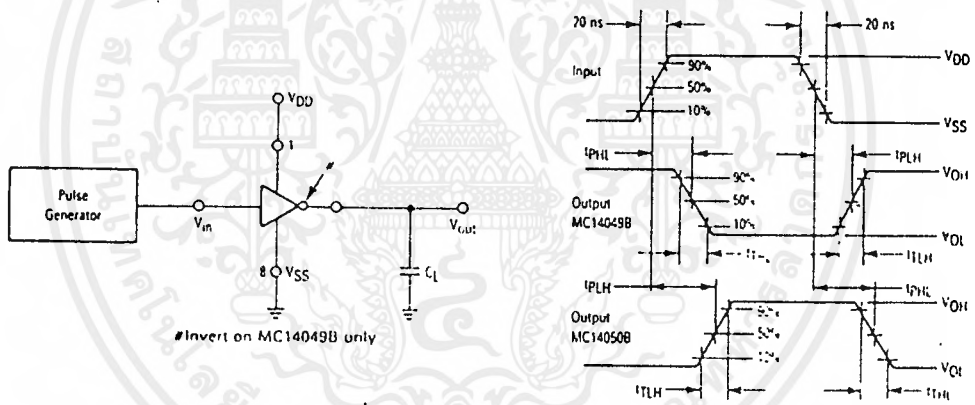 Pulse
Generator
Vin
VDD
1
#
8 VSS
CL
Vout
#Invert on MC14049B only
20 ns
20 ns
Input
90%
50%
10%
VDD
VSS
tPHL
tPLH
Output
MC14049B
90%
50%
10%
VOH
VOL
tTLH
tPLH
tPHL
Output
MC14050B
90%
50%
10%
VOH
VOL
tTLH
tTHL